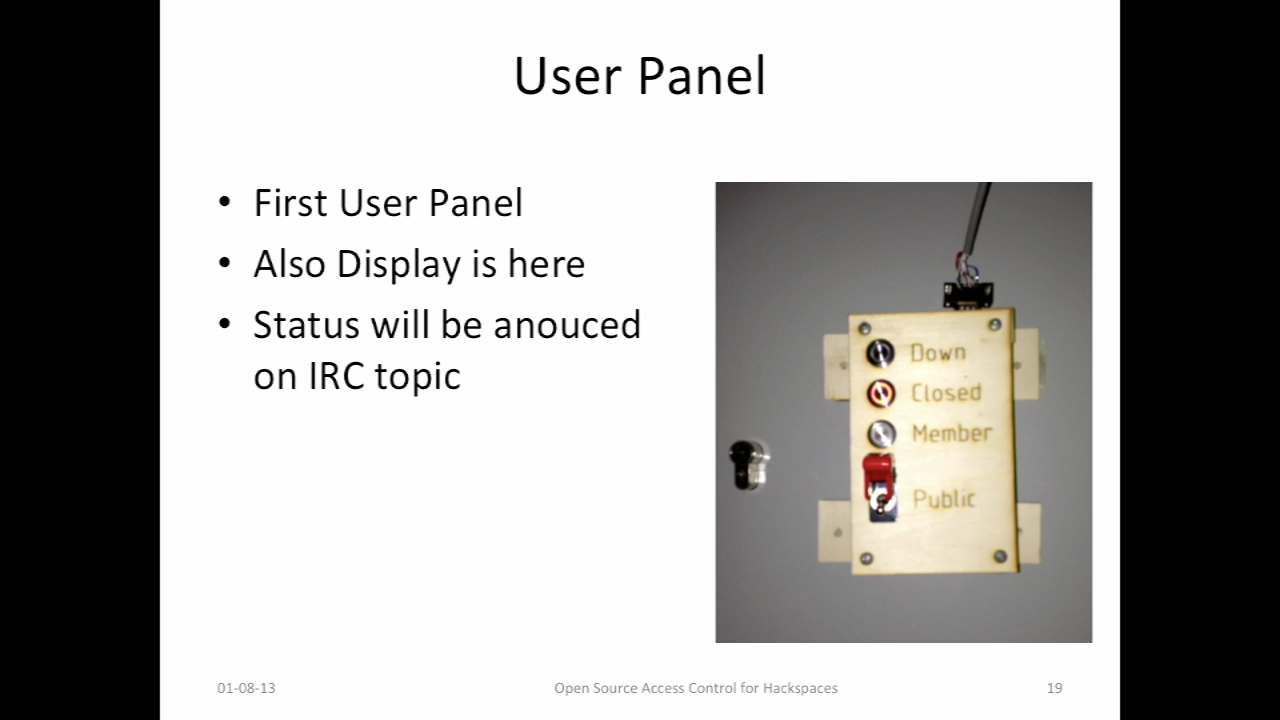 User Panel
• First User Panel
• Also Display is here
• Status will be anouced
on IRC topic
Down
Closed
Member
Public
01-08-13
Open Source Access Control for Hackspaces
19